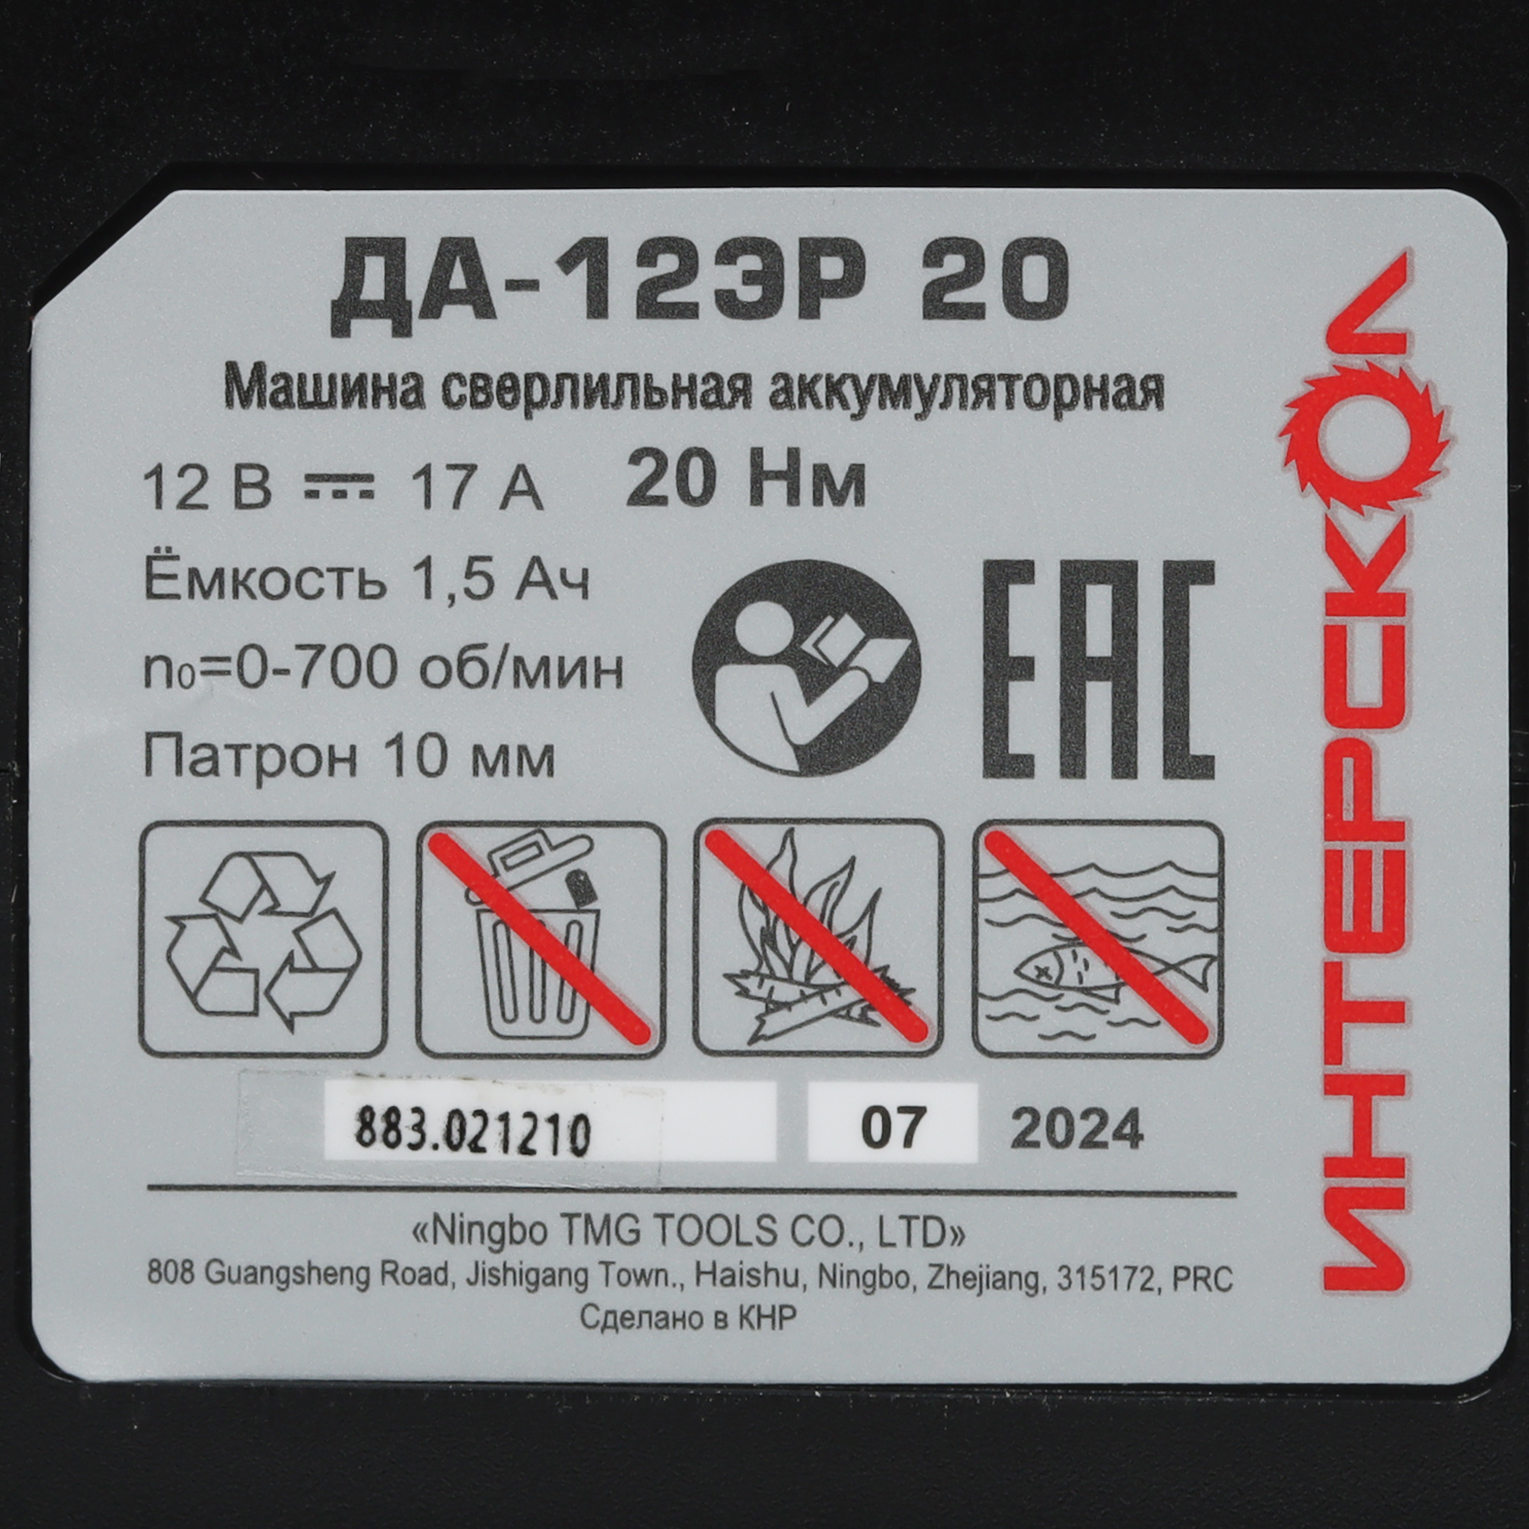 ДА-12ЭР 20
Машина сверлильная аккумуляторная
12 В 17 А 20 Нм
Ёмкость 1,5 Ач
n₀=0-700 об/мин
Патрон 10 мм
EAC
883.021210 07 2024
«Ningbo TMG TOOLS CO., LTD»
808 Guangsheng Road, Jishigang Town., Haishu, Ningbo, Zhejiang, 315172, PRC
Сделано в КНР
ИНТЕРСКОЛ